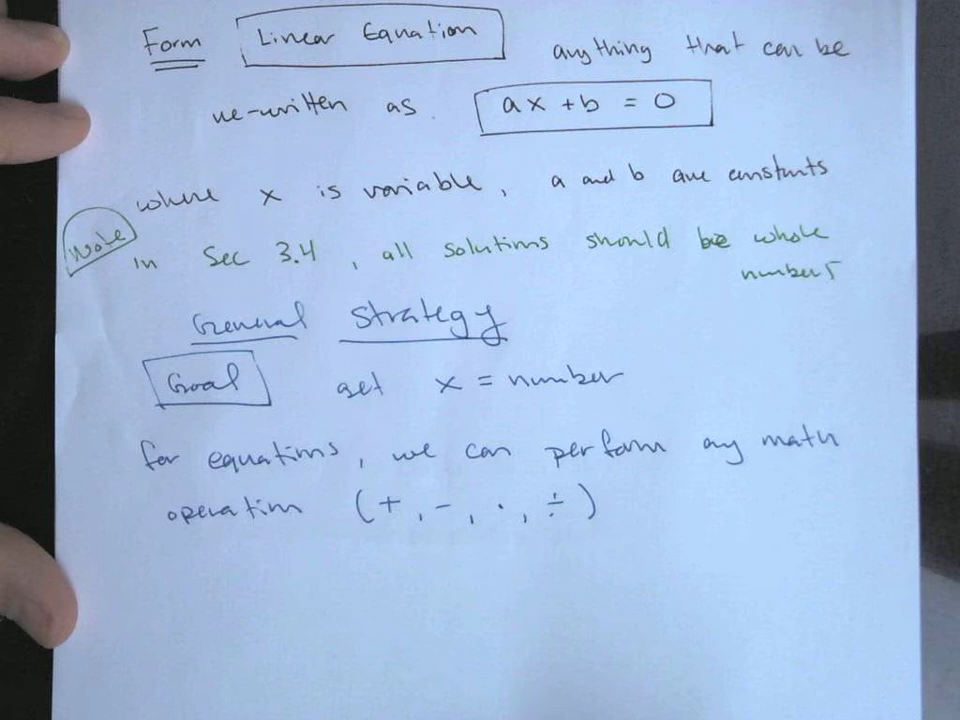 Form Linear Equation anything that can be
re-written as ax + b = 0
where x is variable, a and b are constants
Note
In Sec 3.4, all solutions should be whole
numbers
General Strategy
Goal get x = number
for equations, we can perform any math
operation (+, -, ·, ÷)